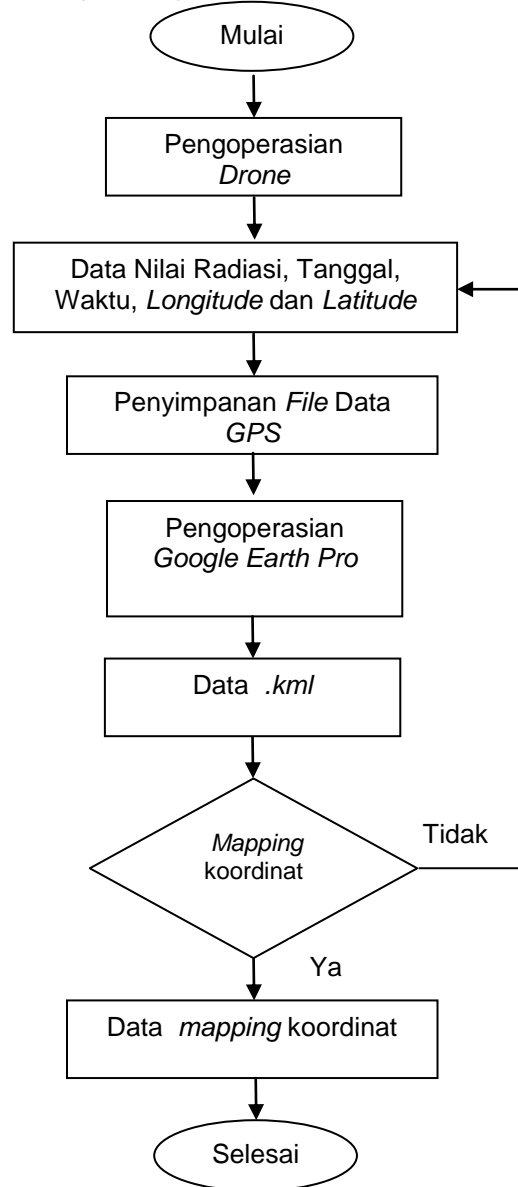 Mulai
Pengoperasian
Drone
Data Nilai Radiasi, Tanggal,
Waktu, Longitude dan Latitude
Penyimpanan File Data
GPS
Pengoperasian
Google Earth Pro
Data .kml
Mapping
koordinat
Tidak
Ya
Data mapping koordinat
Selesai